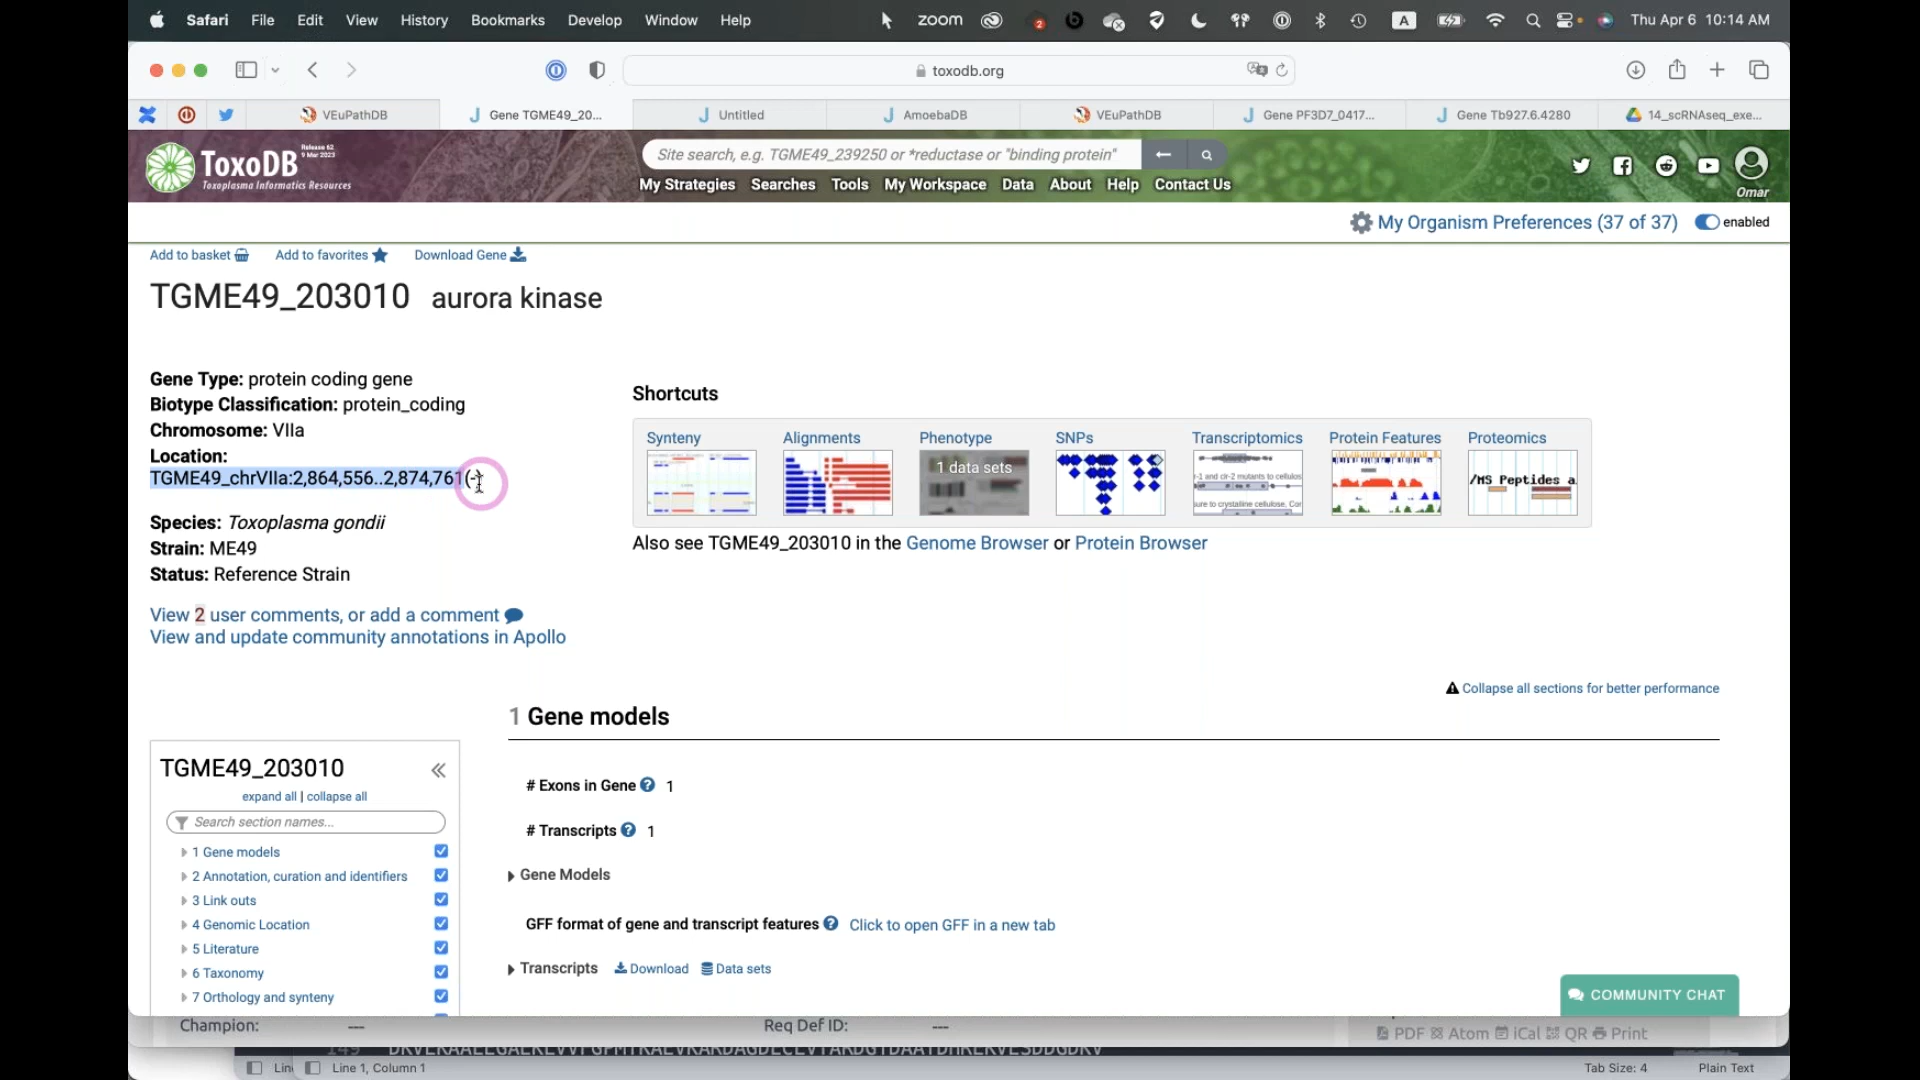 Safari File Edit View History Bookmarks Develop Window Help zoom 2 A Thu Apr 6 10:14 AM
toxodb.org
VEuPathDB Gene TGME49_20... Untitled AmoebaDB VEuPathDB Gene PF3D7_0417... Gene Tb927.6.4280 14_scRNAseq_exe...
ToxoDB Release 62
9 Mar 2023
Toxoplasma Informatics Resources
Site search, e.g. TGME49_239250 or *reductase or "binding protein"
My Strategies Searches Tools My Workspace Data About Help Contact Us
Omar
My Organism Preferences (37 of 37) enabled
Add to basket Add to favorites Download Gene
TGME49_203010 aurora kinase
Gene Type: protein coding gene
Biotype Classification: protein_coding
Chromosome: VIIa
Location:
TGME49_chrVIIa:2,864,556..2,874,761(-)
Species: Toxoplasma gondii
Strain: ME49
Status: Reference Strain
View 2 user comments, or add a comment
View and update community annotations in Apollo
Shortcuts
Synteny Alignments Phenotype SNPs Transcriptomics Protein Features Proteomics
1 data sets
/MS Peptides a
Also see TGME49_203010 in the Genome Browser or Protein Browser
Collapse all sections for better performance
1 Gene models
# Exons in Gene ? 1
# Transcripts ? 1
Gene Models
GFF format of gene and transcript features ? Click to open GFF in a new tab
Transcripts Download Data sets
TGME49_203010
expand all | collapse all
Search section names...
1 Gene models
2 Annotation, curation and identifiers
3 Link outs
4 Genomic Location
5 Literature
6 Taxonomy
7 Orthology and synteny
COMMUNITY CHAT
Champion: --- Req Def ID: ---
PDF Atom iCal QR Print
Line 1, Column 1 Tab Size: 4 Plain Text